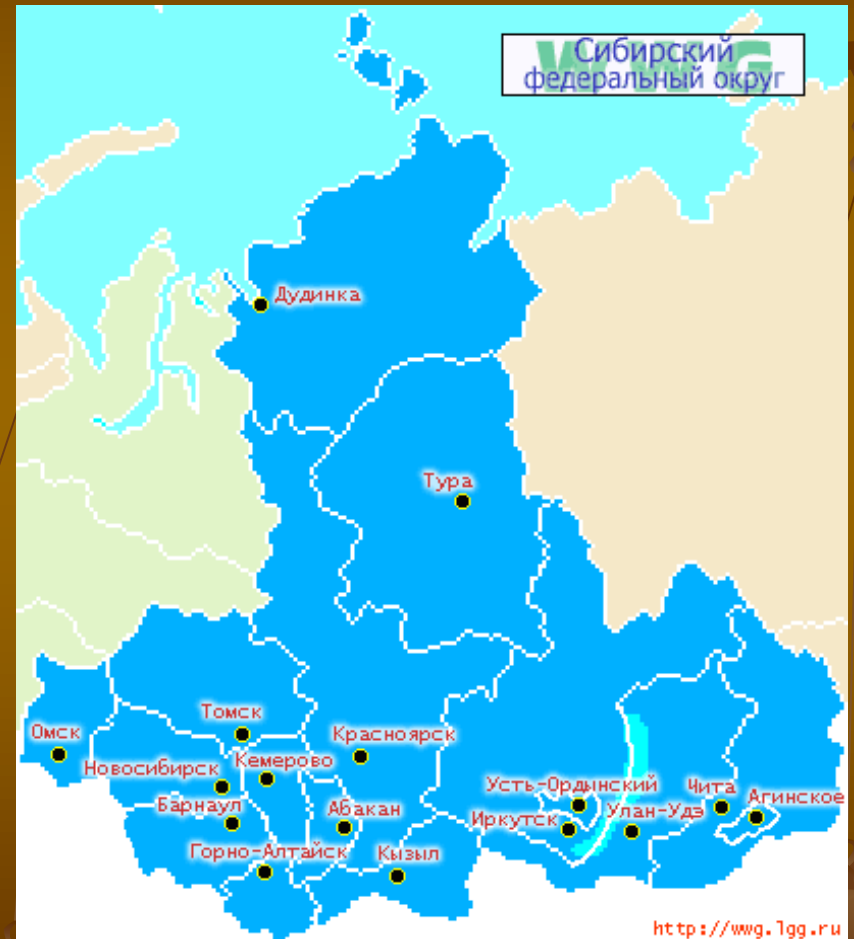 WWG
Сибирский
федеральный округ
Дудинка
Тура
Томск
Омск
Красноярск
Кемерово
Новосибирск
Усть-Ордынский
Чита
Агинское
Барнаул
Абакан
Иркутск
Улан-Удэ
Горно-Алтайск
Кызыл
http://wwg.lgg.ru